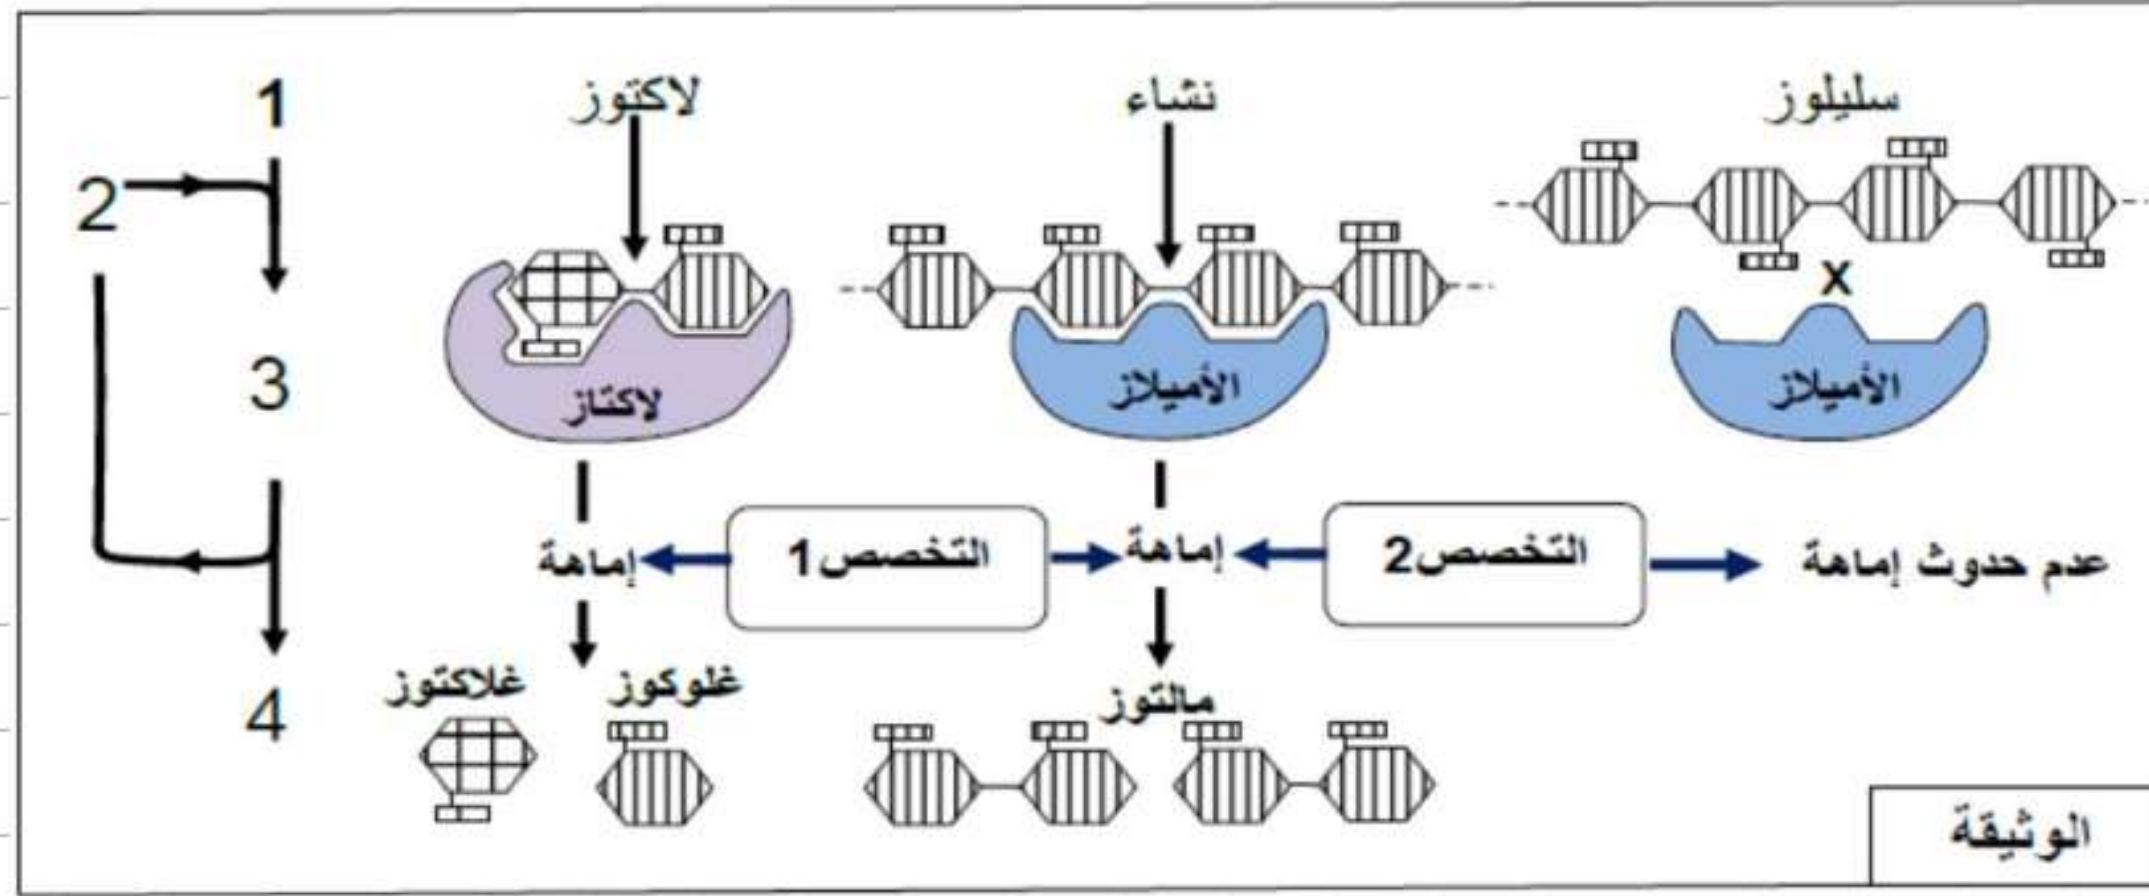 1 لاكتوز نشاء سليلوز
2
X
3 لاكتاز الأميلاز الأميلاز
إماهة التخصص1 إماهة التخصص2 عدم حدوث إماهة
4 غلاكتوز غلوكوز مالتوز
الوثيقة